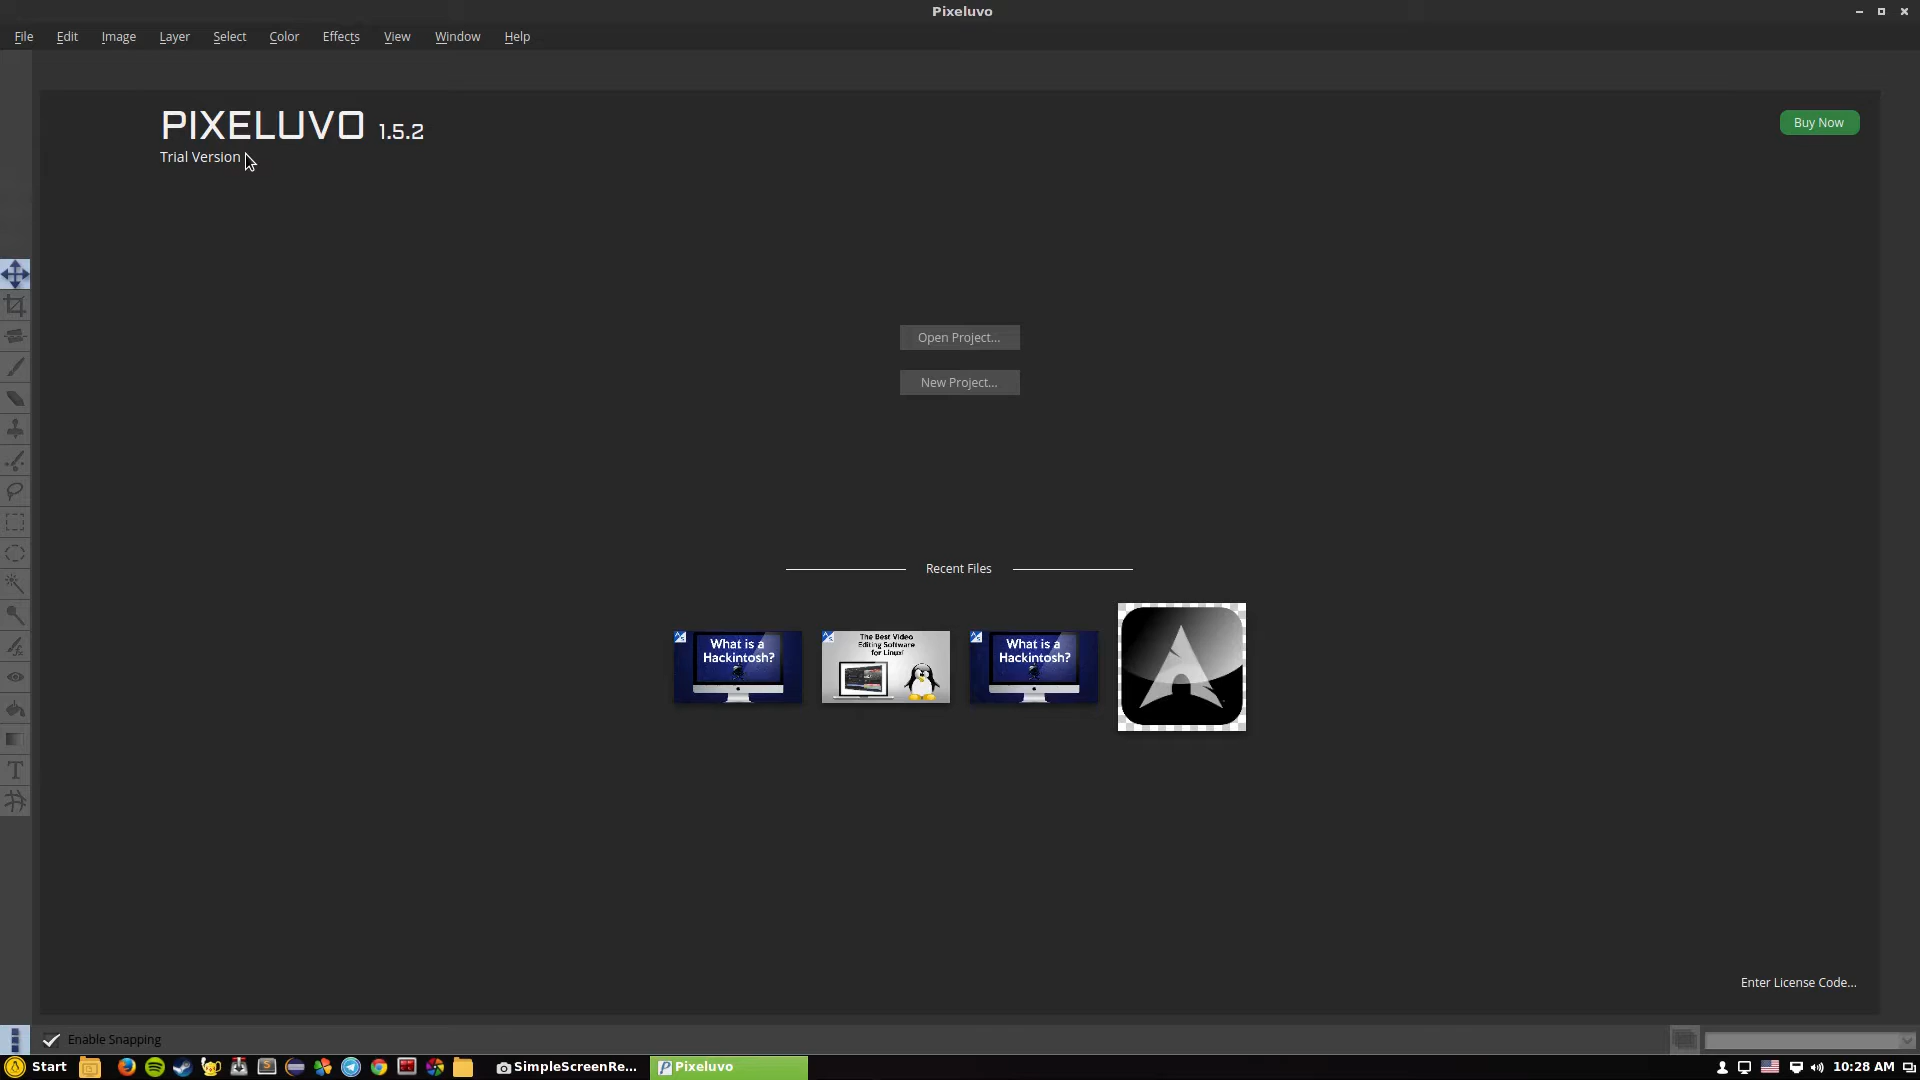 Pixeluvo
File Edit Image Layer Select Color Effects View Window Help
PIXELUVO 1.5.2
Buy Now
Trial Version
Open Project...
New Project...
Recent Files
What is a
Hackintosh?
The Best Video
Editing Software
for Linux!
What is a
Hackintosh?
Enter License Code...
Enable Snapping
Start
SimpleScreenRe...
Pixeluvo
10:28 AM